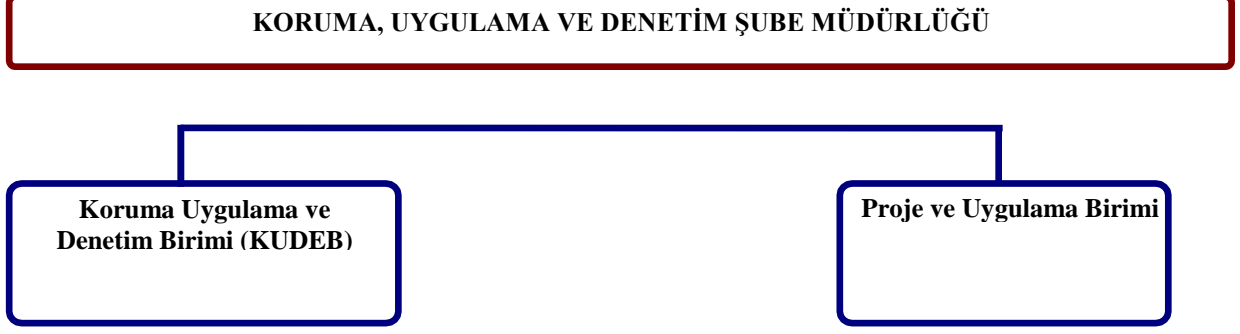 KORUMA, UYGULAMA VE DENETİM ŞUBE MÜDÜRLÜĞÜ
Koruma Uygulama ve
Denetim Birimi (KUDEB)
Proje ve Uygulama Birimi